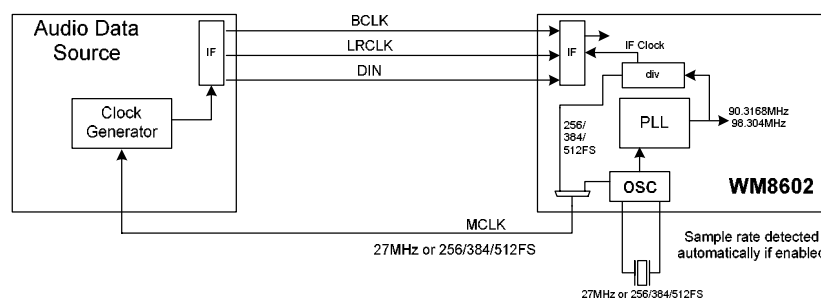 Audio Data
Source
IF
Clock
Generator
BCLK
LRCLK
DIN
MCLK
27MHz or 256/384/512FS
IF
IF Clock
div
256/
384/
512FS
PLL
90.3168MHz
98.304MHz
OSC
WM8602
Sample rate detected
automatically if enabled
27MHz or 256/384/512FS